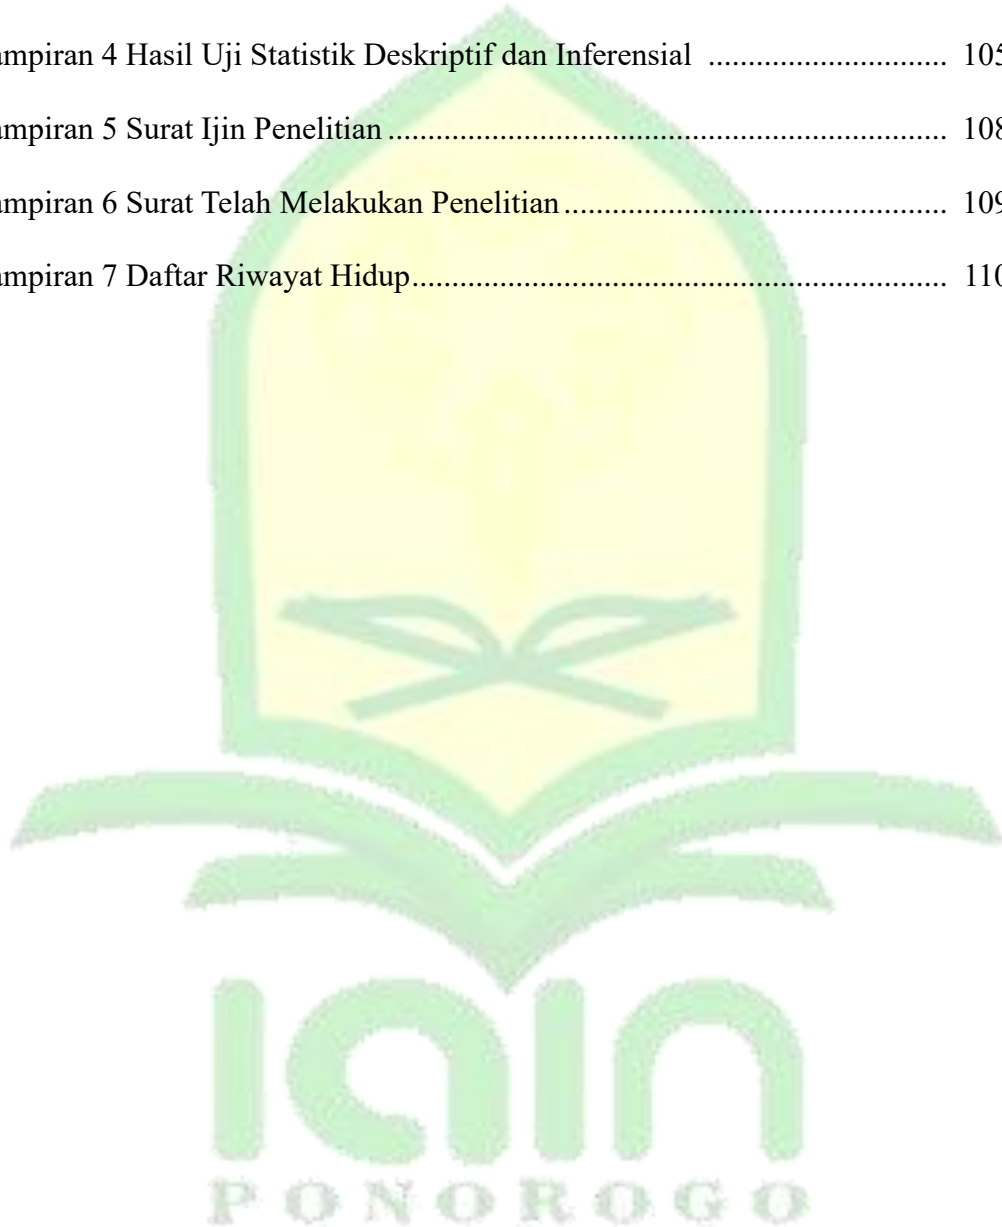 ampiran 4 Hasil Uji Statistik Deskriptif dan Inferensial ............................. 105
ampiran 5 Surat Ijin Penelitian .................................................................... 108
ampiran 6 Surat Telah Melakukan Penelitian ............................................... 109
ampiran 7 Daftar Riwayat Hidup ................................................................. 110
iain
PONOROGO